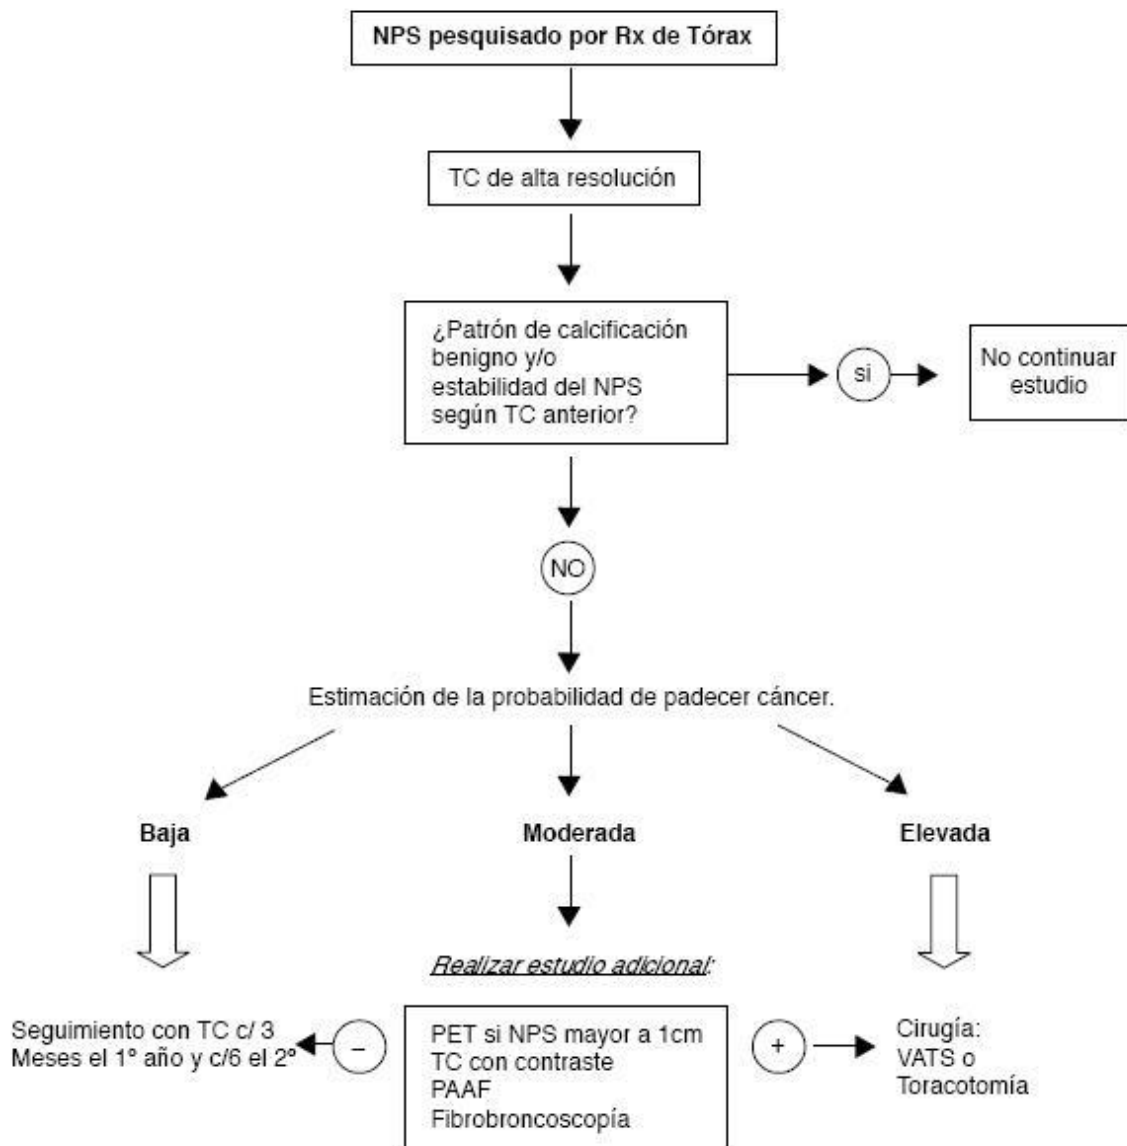 NPS pesquisado por Rx de Tórax
TC de alta resolución
¿Patrón de calcificación
benigno y/o
estabilidad del NPS
según TC anterior?
si
No continuar
estudio
NO
Estimación de la probabilidad de padecer cáncer.
Baja
Moderada
Elevada
Realizar estudio adicional:
Seguimiento con TC c/ 3
Meses el 1º año y c/6 el 2º
–
PET si NPS mayor a 1cm
TC con contraste
PAAF
Fibrobroncoscopía
+
Cirugía:
VATS o
Toracotomía